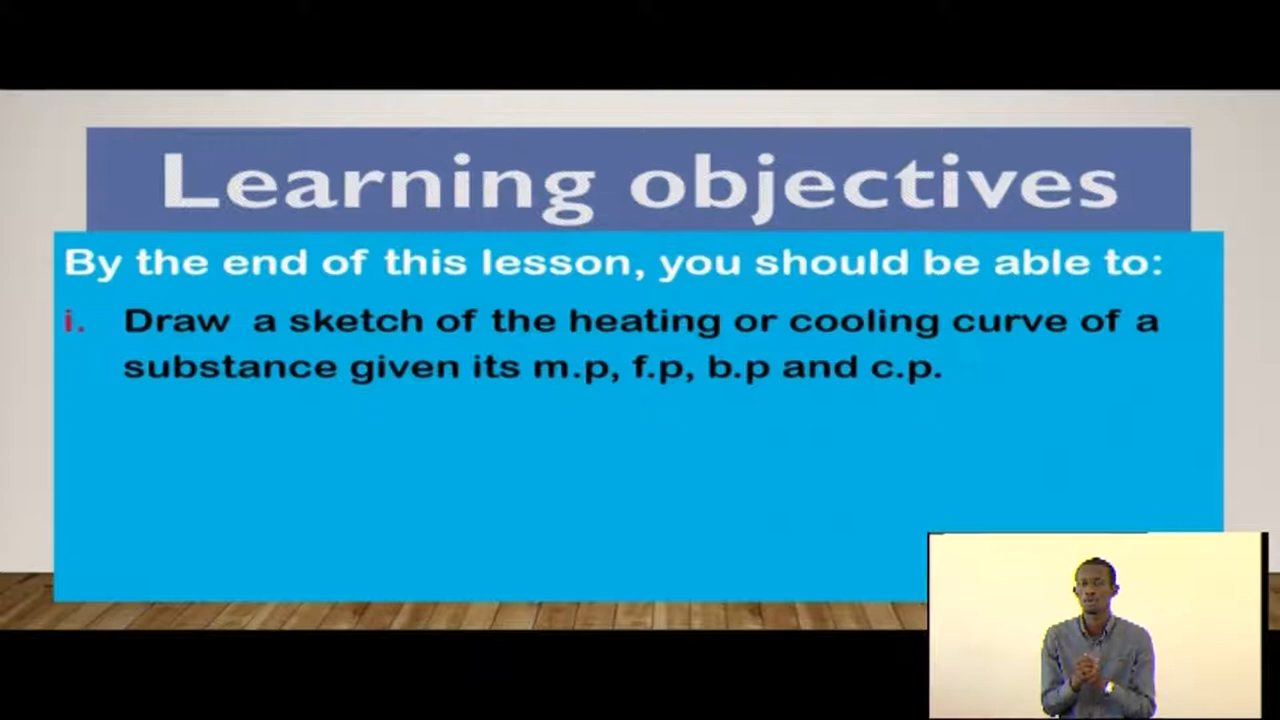 Learning objectives
By the end of this lesson, you should be able to:
i. Draw a sketch of the heating or cooling curve of a
substance given its m.p, f.p, b.p and c.p.